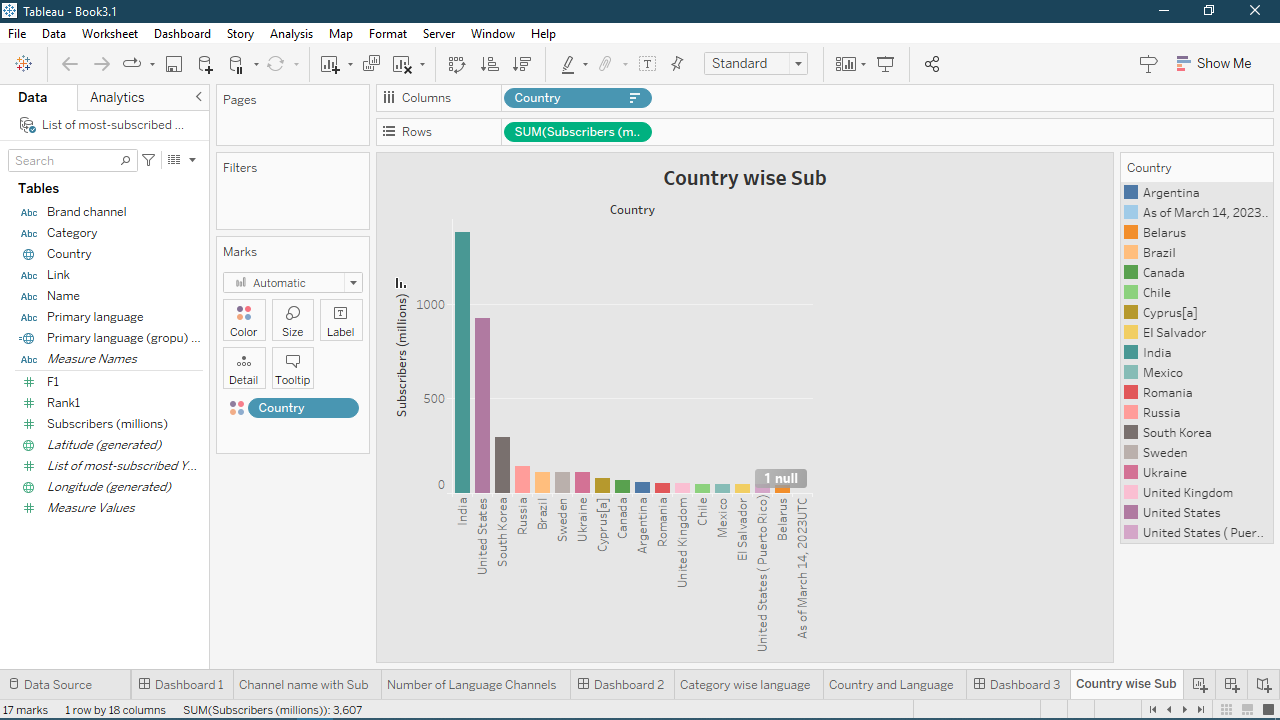 Tableau - Book3.1
File Data Worksheet Dashboard Story Analysis Map Format Server Window Help
Standard
Show Me
Data Analytics
List of most-subscribed ...
Search
Tables
Abc Brand channel
Abc Category
Country
Abc Link
Abc Name
Abc Primary language
Primary language (gropu) ...
Abc Measure Names
F1
Rank1
Subscribers (millions)
Latitude (generated)
List of most-subscribed Y...
Longitude (generated)
Measure Values
Pages
Filters
Marks
Automatic
Color Size Label
Detail Tooltip
Country
Columns Country
Rows SUM(Subscribers (m..
Country wise Sub
Country
Subscribers (millions)
1000
500
0
1 null
India
United States
South Korea
Russia
Brazil
Sweden
Ukraine
Cyprus[a]
Canada
Argentina
Romania
United Kingdom
Chile
Mexico
El Salvador
United States ( Puerto Rico)
Belarus
As of March 14, 2023UTC
Country
Argentina
As of March 14, 2023..
Belarus
Brazil
Canada
Chile
Cyprus[a]
El Salvador
India
Mexico
Romania
Russia
South Korea
Sweden
Ukraine
United Kingdom
United States
United States ( Puer..
Data Source Dashboard 1 Channel name with Sub Number of Language Channels Dashboard 2 Category wise language Country and Language Dashboard 3 Country wise Sub
17 marks 1 row by 18 columns SUM(Subscribers (millions)): 3,607